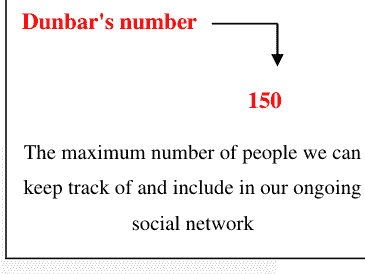 Dunbar's number
150
The maximum number of people we can
keep track of and include in our ongoing
social network